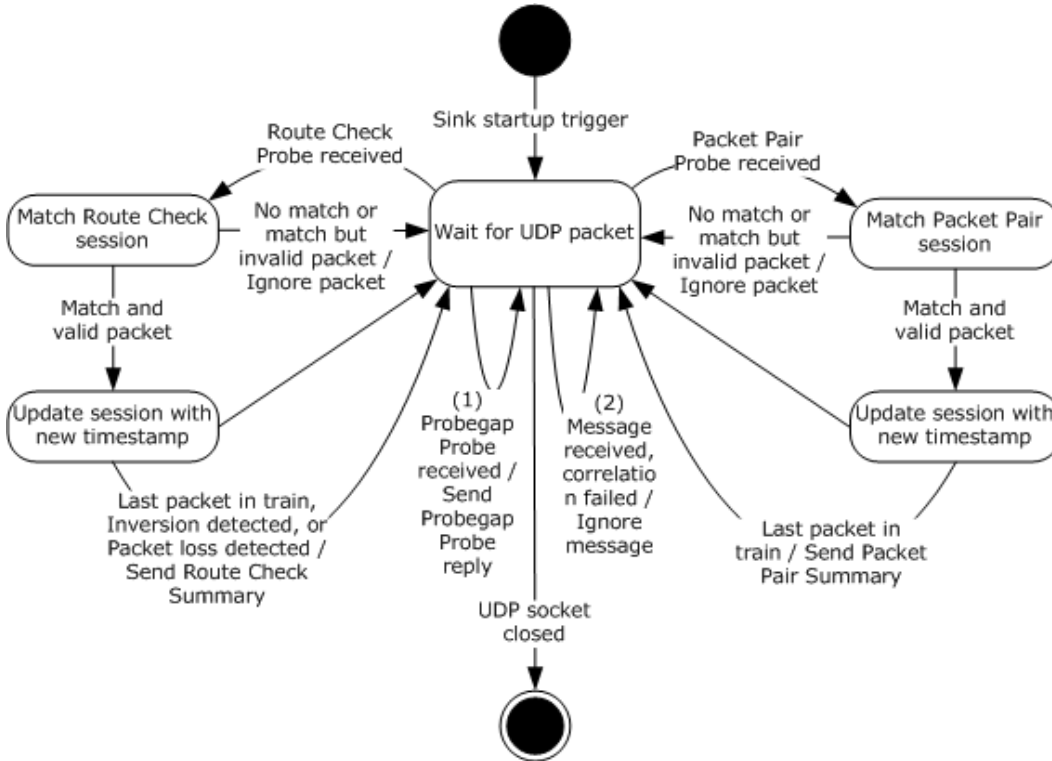 Sink startup trigger
Route Check
Probe received
Packet Pair
Probe received
Match Route Check
session
No match or
match but
invalid packet /
Ignore packet
Wait for UDP packet
No match or
match but
invalid packet /
Ignore packet
Match Packet Pair
session
Match and
valid packet
Match and
valid packet
Update session with
new timestamp
(1)
Probegap
Probe
received /
Send
Probegap
Probe
reply
(2)
Message
received,
correlatio
n failed /
Ignore
message
Update session with
new timestamp
Last packet in train,
Inversion detected, or
Packet loss detected /
Send Route Check
Summary
Last packet in
train / Send Packet
Pair Summary
UDP socket
closed